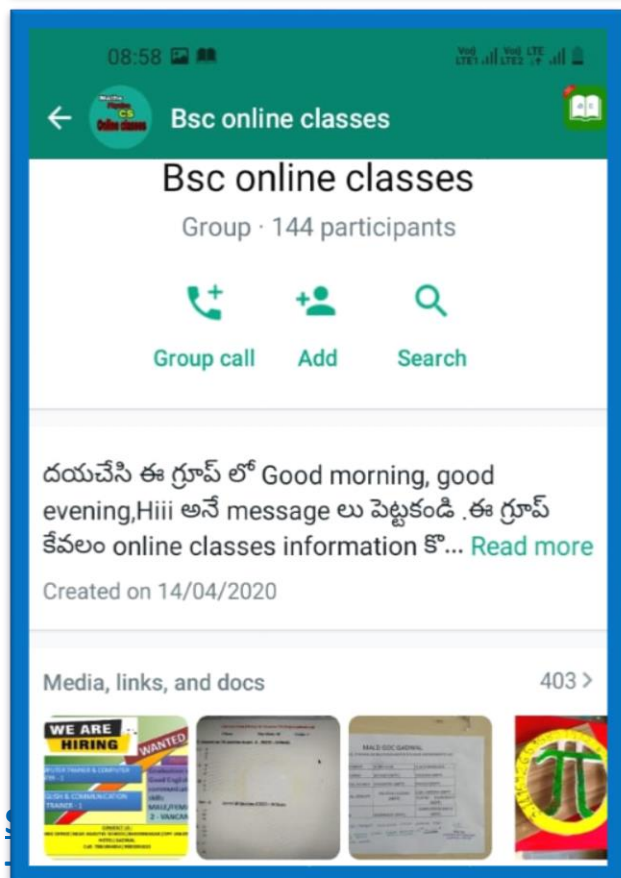 08:58
Bsc online classes
Bsc online classes
Group · 144 participants
Group call Add Search
దయచేసి ఈ గ్రూప్ లో Good morning, good
evening,Hiii అనే message లు పెట్టకండి .ఈ గ్రూప్
కేవలం online classes information కొ... Read more
Created on 14/04/2020
Media, links, and docs 403 >
WE ARE
HIRING
WANTED
MALDCDC GADWAL